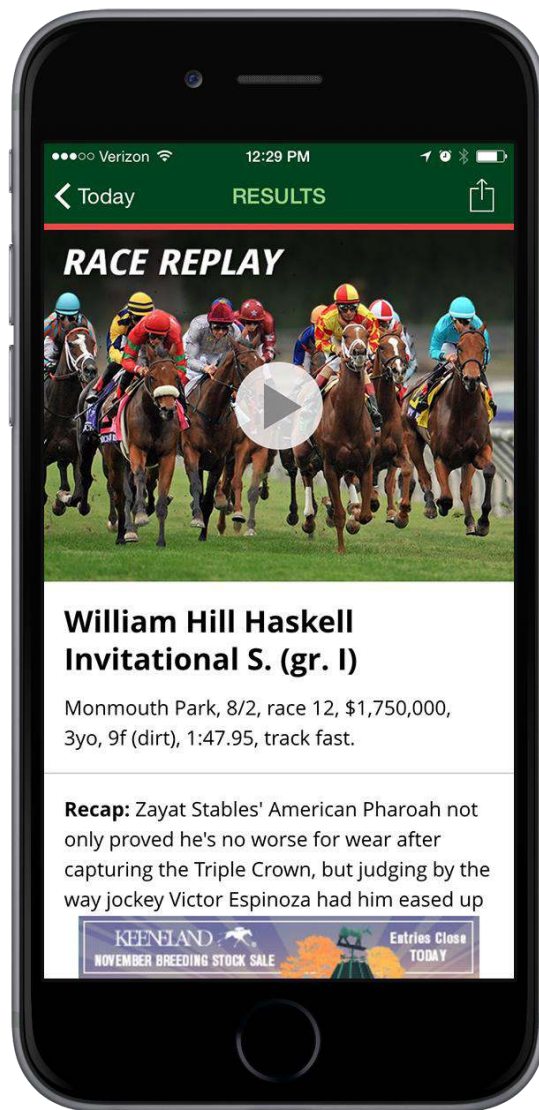 Verizon 12:29 PM
Today RESULTS
RACE REPLAY
William Hill Haskell
Invitational S. (gr. I)
Monmouth Park, 8/2, race 12, $1,750,000,
3yo, 9f (dirt), 1:47.95, track fast.
Recap: Zayat Stables' American Pharoah not
only proved he's no worse for wear after
capturing the Triple Crown, but judging by the
way jockey Victor Espinoza had him eased up
KEENELAND
NOVEMBER BREEDING STOCK SALE
Entries Close
TODAY